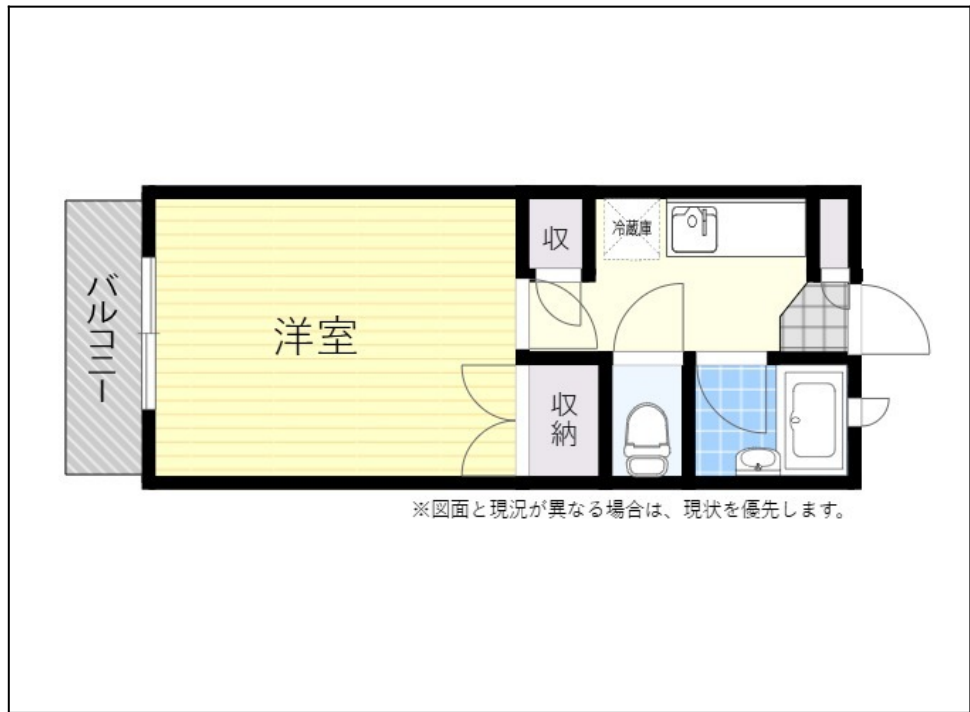 バルコニー
洋室
収
冷蔵庫
収納
※図面と現況が異なる場合は、現状を優先します。